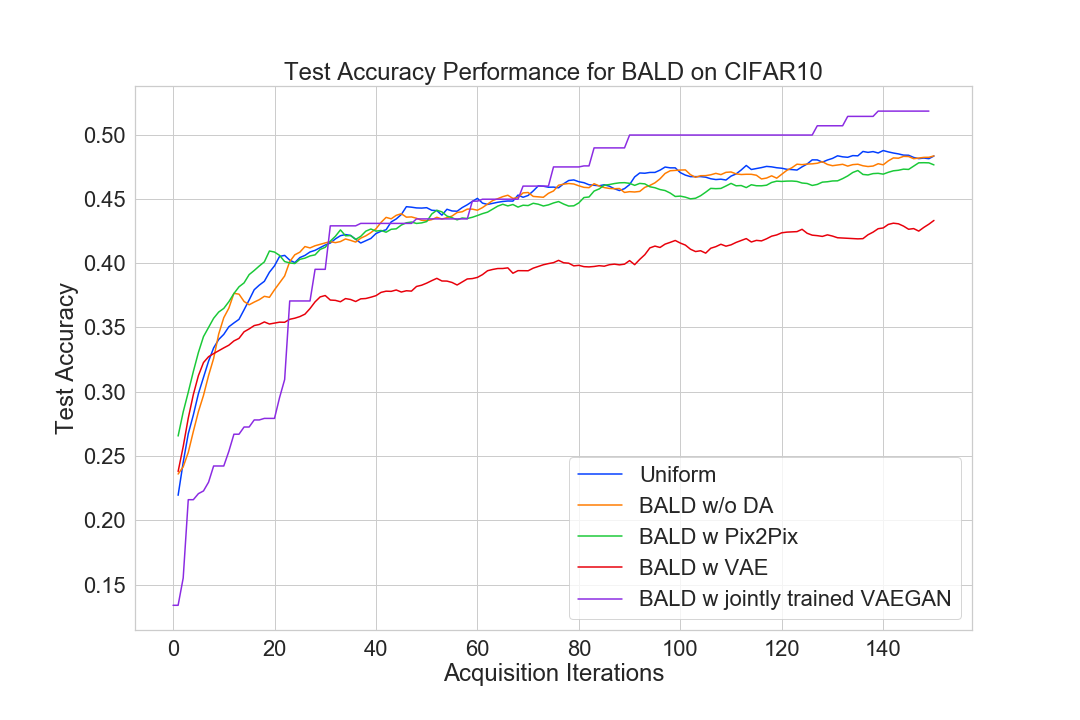 Test Accuracy Performance for BALD on CIFAR10
0.50
0.45
0.40
0.35
0.30
0.25
0.20
0.15
Test Accuracy
Uniform
BALD w/o DA
BALD w Pix2Pix
BALD w VAE
BALD w jointly trained VAEGAN
0 20 40 60 80 100 120 140
Acquisition Iterations